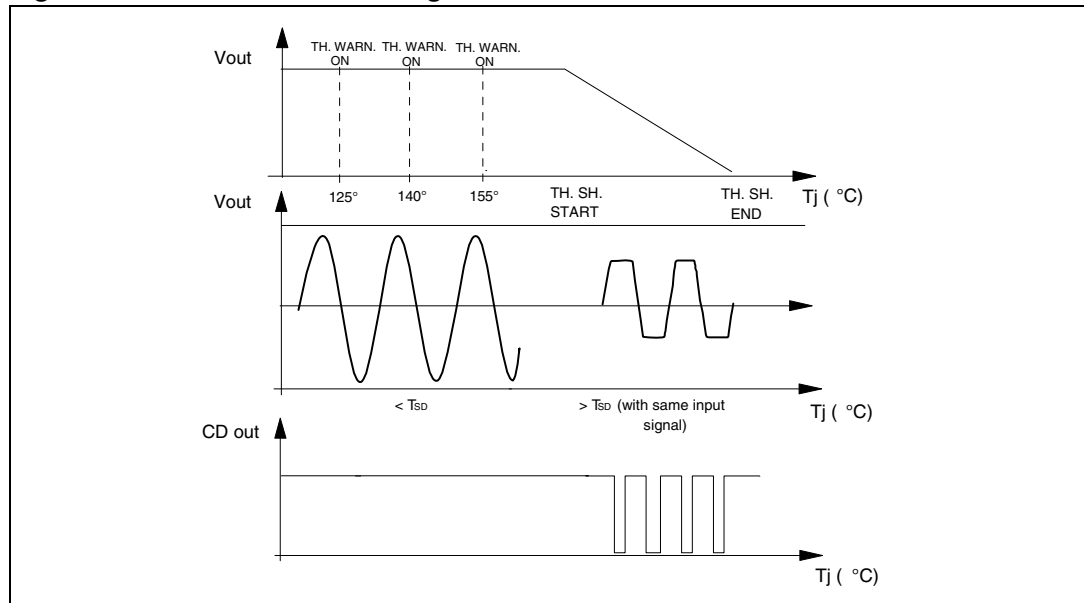 Vout
TH. WARN. TH. WARN. TH. WARN.
ON ON ON
125° 140° 155° TH. SH. START TH. SH. END Tj ( °C)
Vout
< TSD > TSD (with same input signal) Tj ( °C)
CD out
Tj ( °C)